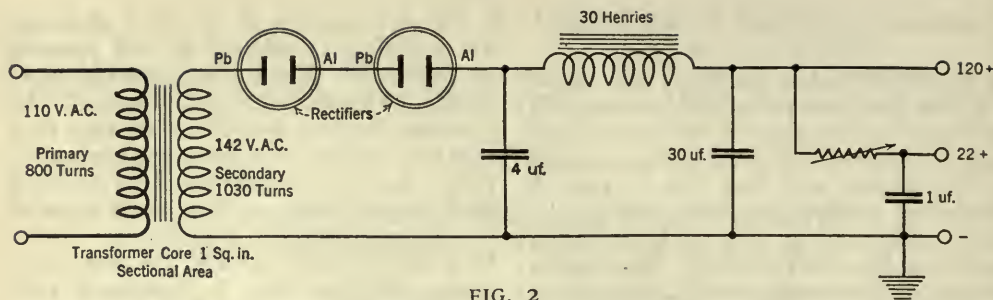 30 Henries
Pb
Al
Pb
Al
120+
110 V. A.C.
Rectifiers
Primary
800 Turns
142 V. A.C.
Secondary
1030 Turns
4 uf.
30 uf.
22 +
1 uf.
-
Transformer Core 1 Sq. in.
Sectional Area
FIG. 2